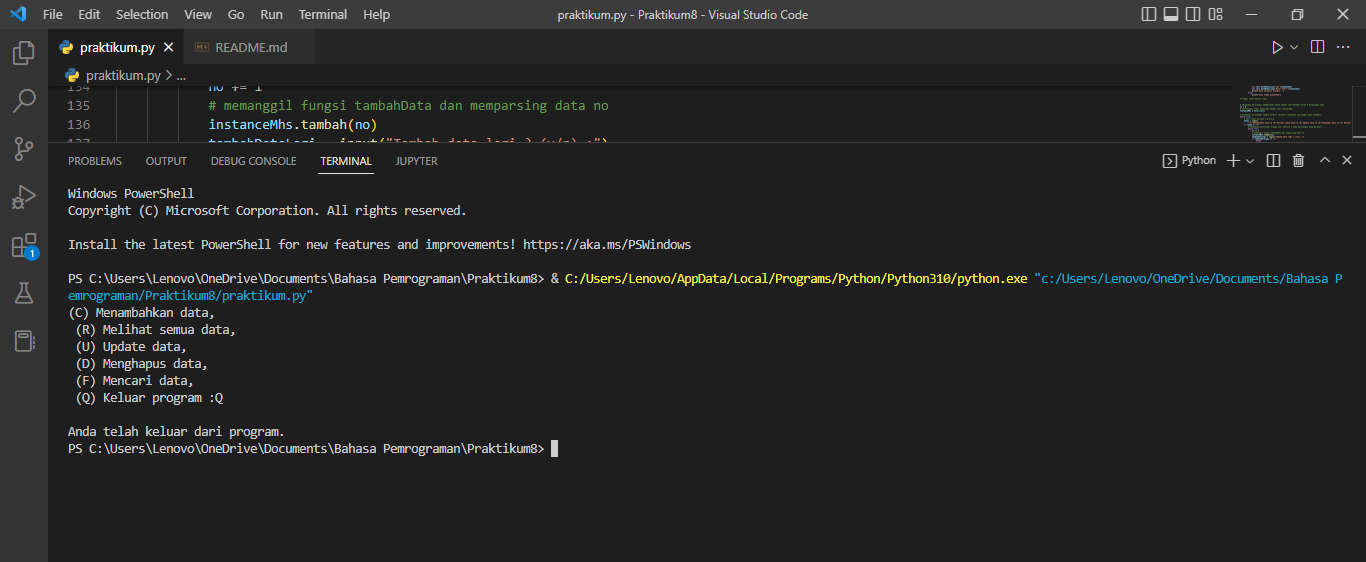 File Edit Selection View Go Run Terminal Help praktikum.py - Praktikum8 - Visual Studio Code
praktikum.py README.md
praktikum.py > ...
134 no += 1
135 # memanggil fungsi tambahData dan memparsing data no
136 instanceMhs.tambah(no)
137 tambahDataLagi = input("Tambah data lagi ? (y/n) :")
PROBLEMS OUTPUT DEBUG CONSOLE TERMINAL JUPYTER Python
Windows PowerShell
Copyright (C) Microsoft Corporation. All rights reserved.
Install the latest PowerShell for new features and improvements! https://aka.ms/PSWindows
PS C:\Users\Lenovo\OneDrive\Documents\Bahasa Pemrograman\Praktikum8> & C:/Users/Lenovo/AppData/Local/Programs/Python/Python310/python.exe "c:/Users/Lenovo/OneDrive/Documents/Bahasa P
emrograman/Praktikum8/praktikum.py"
(C) Menambahkan data,
(R) Melihat semua data,
(U) Update data,
(D) Menghapus data,
(F) Mencari data,
(Q) Keluar program :Q
Anda telah keluar dari program.
PS C:\Users\Lenovo\OneDrive\Documents\Bahasa Pemrograman\Praktikum8>
1